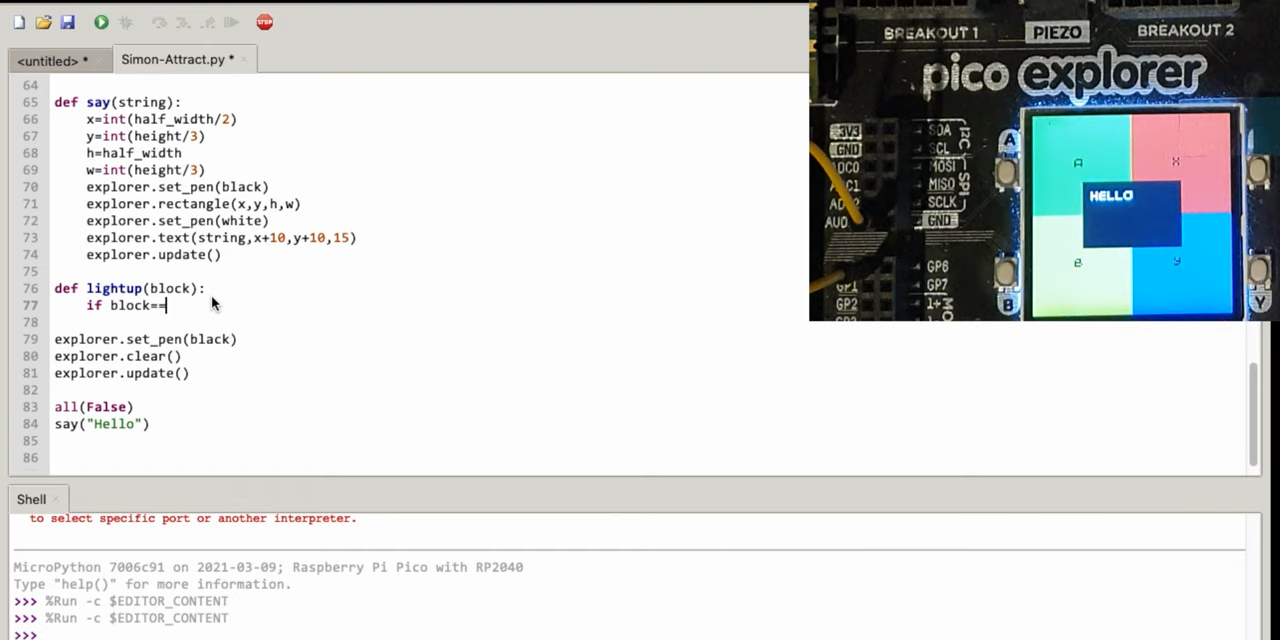 <untitled> *
Simon-Attract.py *
64
65 def say(string):
66 x=int(half_width/2)
67 y=int(height/3)
68 h=half_width
69 w=int(height/3)
70 explorer.set_pen(black)
71 explorer.rectangle(x,y,h,w)
72 explorer.set_pen(white)
73 explorer.text(string,x+10,y+10,15)
74 explorer.update()
75
76 def lightup(block):
77 if block==
78
79 explorer.set_pen(black)
80 explorer.clear()
81 explorer.update()
82
83 all(False)
84 say("Hello")
85
86
Shell
to select specific port or another interpreter.
MicroPython 7006c91 on 2021-03-09; Raspberry Pi Pico with RP2040
Type "help()" for more information.
>>> %Run -c $EDITOR_CONTENT
>>> %Run -c $EDITOR_CONTENT
>>>
STOP
BREAKOUT 1 PIEZO BREAKOUT 2
pico explorer
3V3 SDA I2C
GND SCL
ADC0 MOSI SPI
MISO
SCLK
AUD GND
GP6
GP1 GP7
GP2
A
B
Y
A X
HELLO
B Y